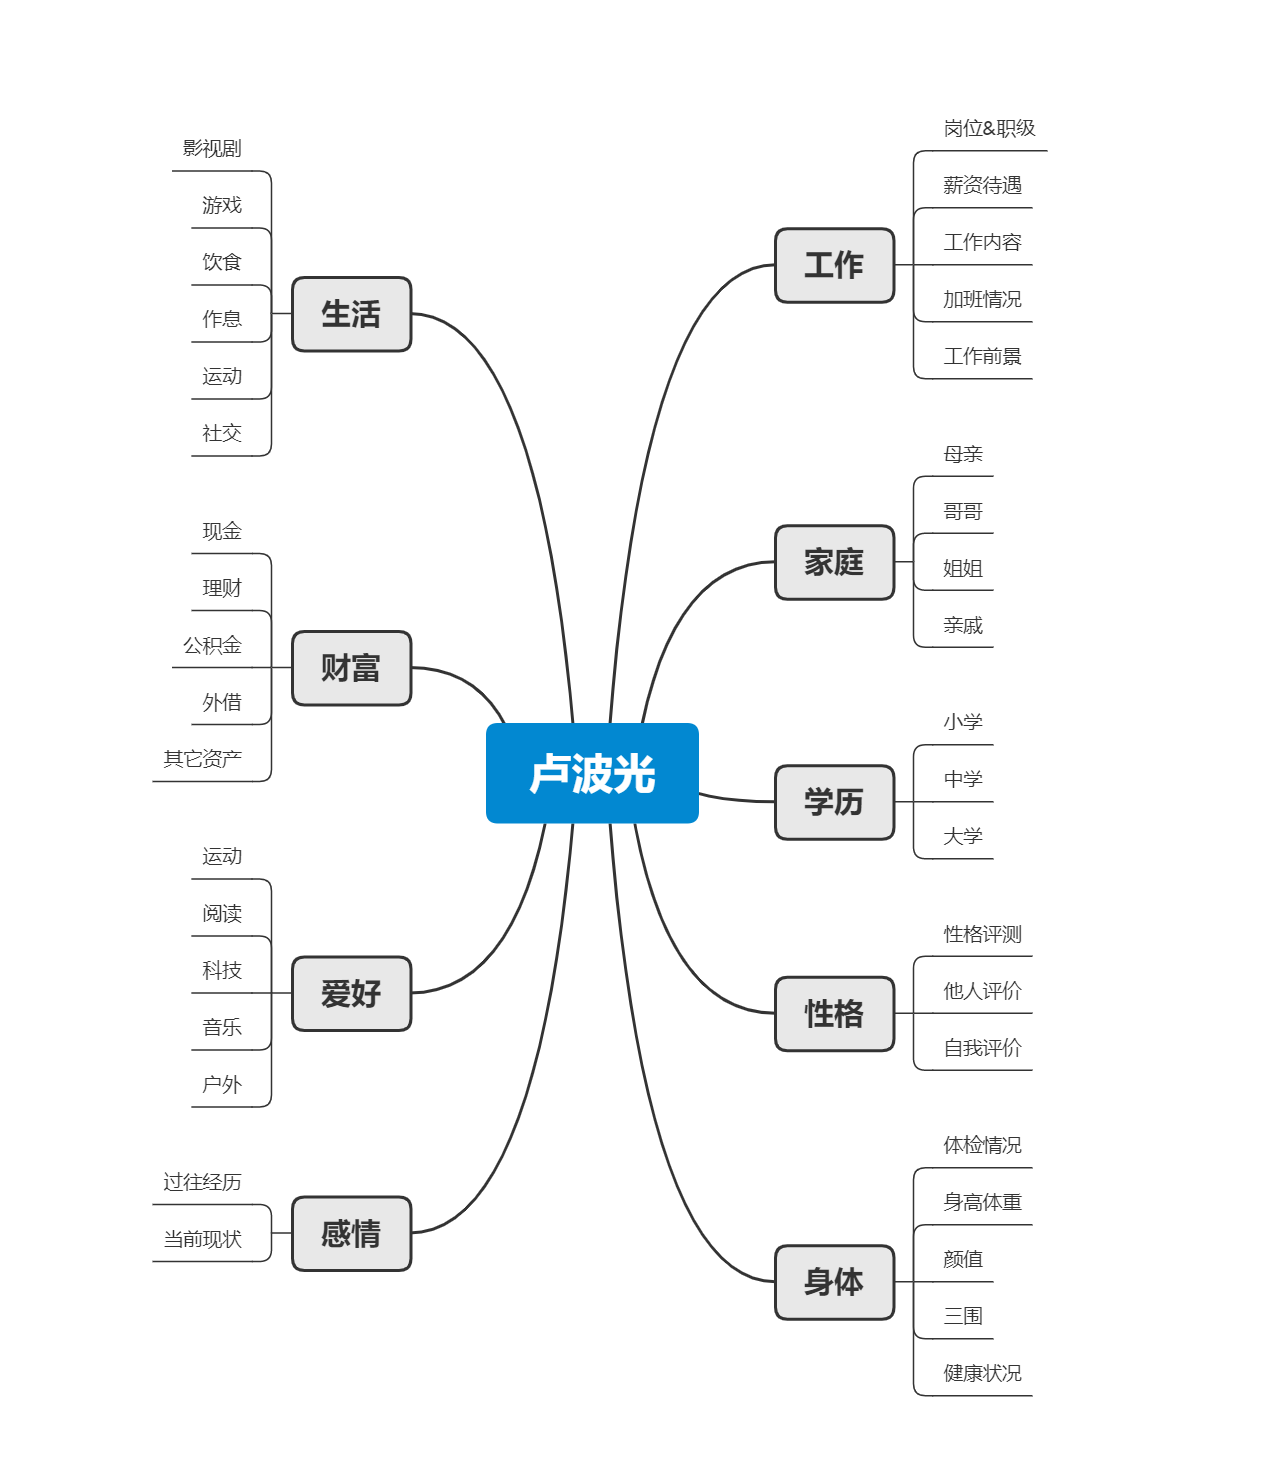 卢波光
工作
岗位&职级
薪资待遇
工作内容
加班情况
工作前景
家庭
母亲
哥哥
姐姐
亲戚
学历
小学
中学
大学
性格
性格评测
他人评价
自我评价
身体
体检情况
身高体重
颜值
三围
健康状况
生活
影视剧
游戏
饮食
作息
运动
社交
财富
现金
理财
公积金
外借
其它资产
爱好
运动
阅读
科技
音乐
户外
感情
过往经历
当前现状